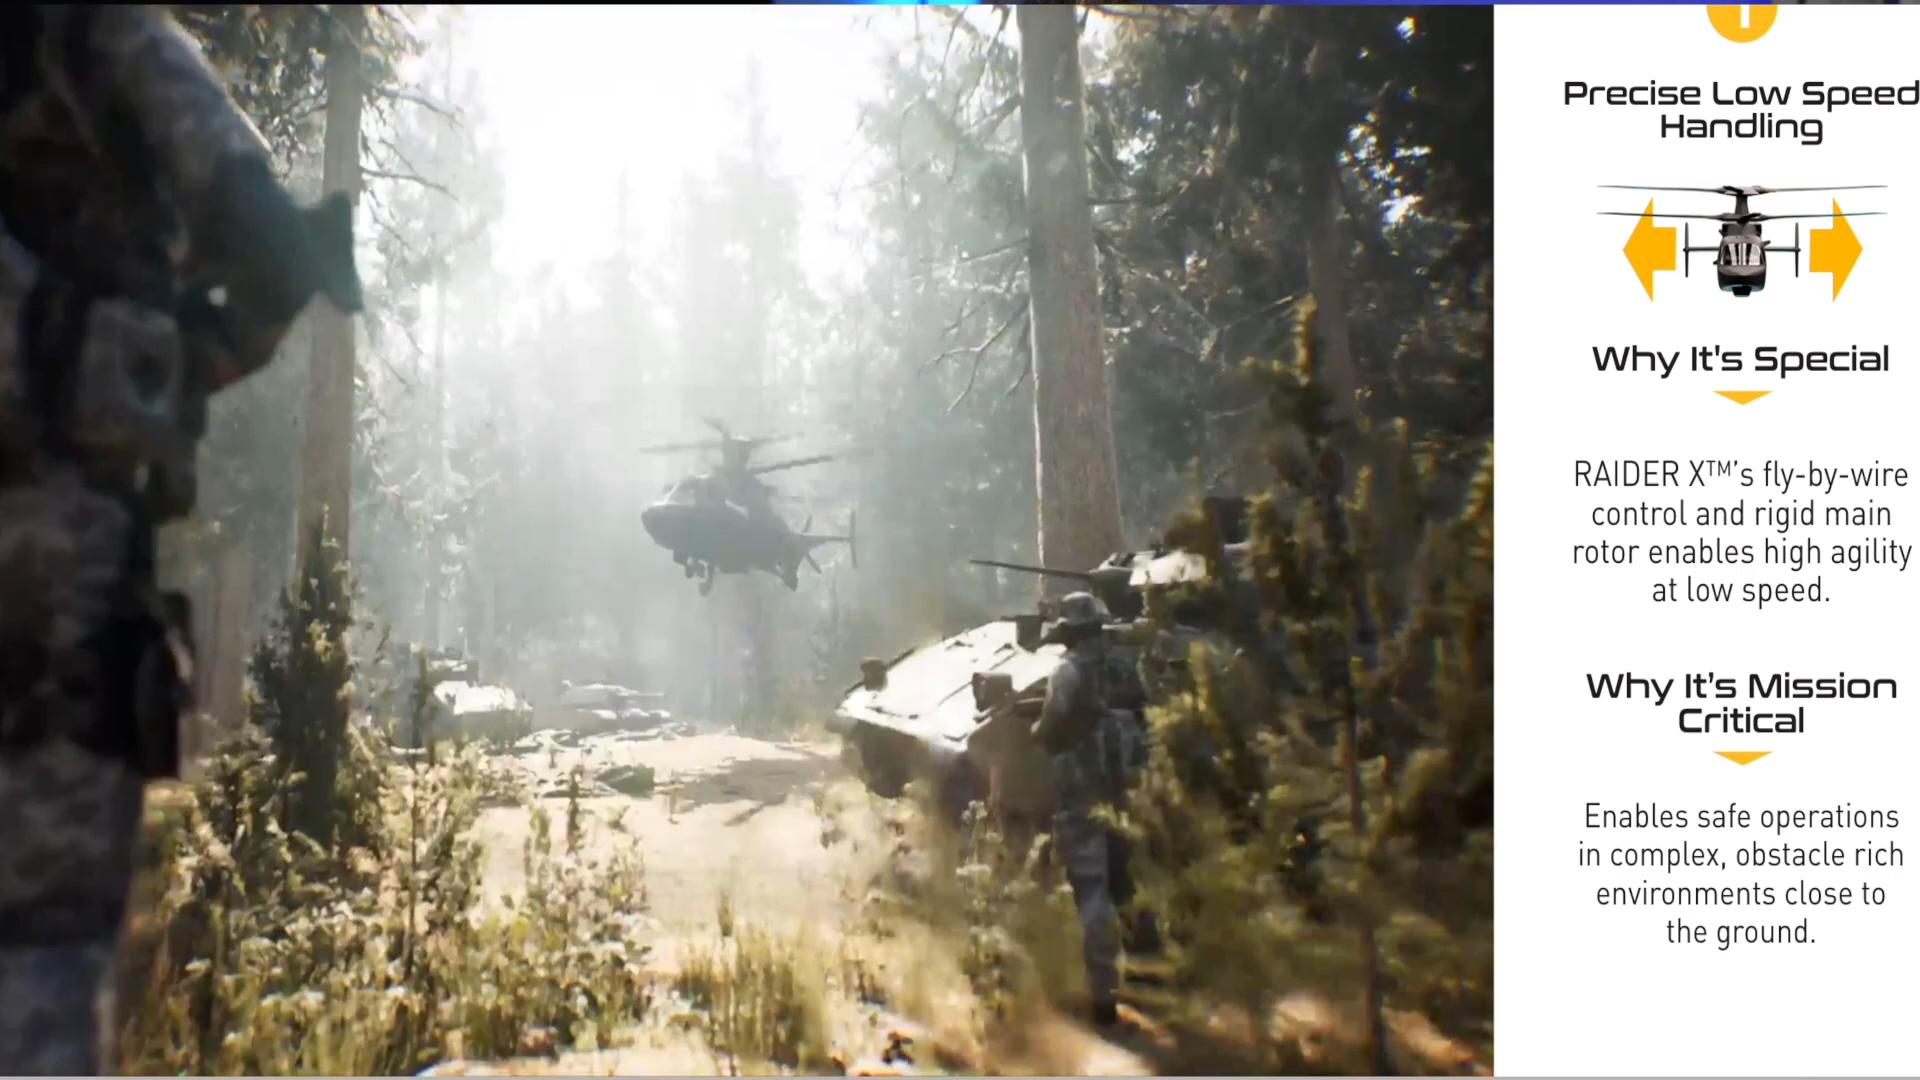 1
Precise Low Speed
Handling
Why It's Special
RAIDER X™'s fly-by-wire
control and rigid main
rotor enables high agility
at low speed.
Why It's Mission
Critical
Enables safe operations
in complex, obstacle rich
environments close to
the ground.